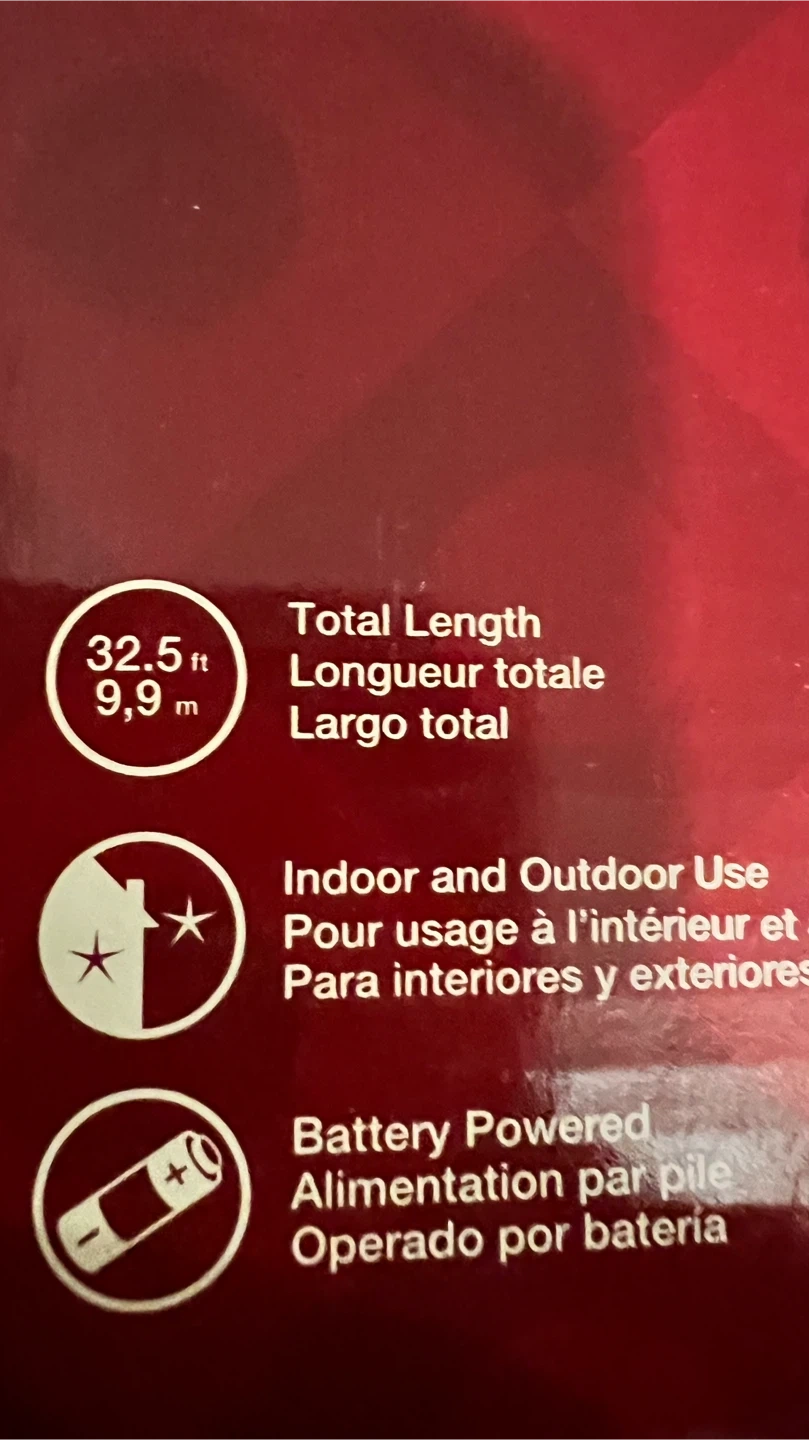 32.5 ft
9,9 m
Total Length
Longueur totale
Largo total
Indoor and Outdoor Use
Pour usage à l'intérieur et
Para interiores y exteriores
+
-
Battery Powered
Alimentation par pile
Operado por batería